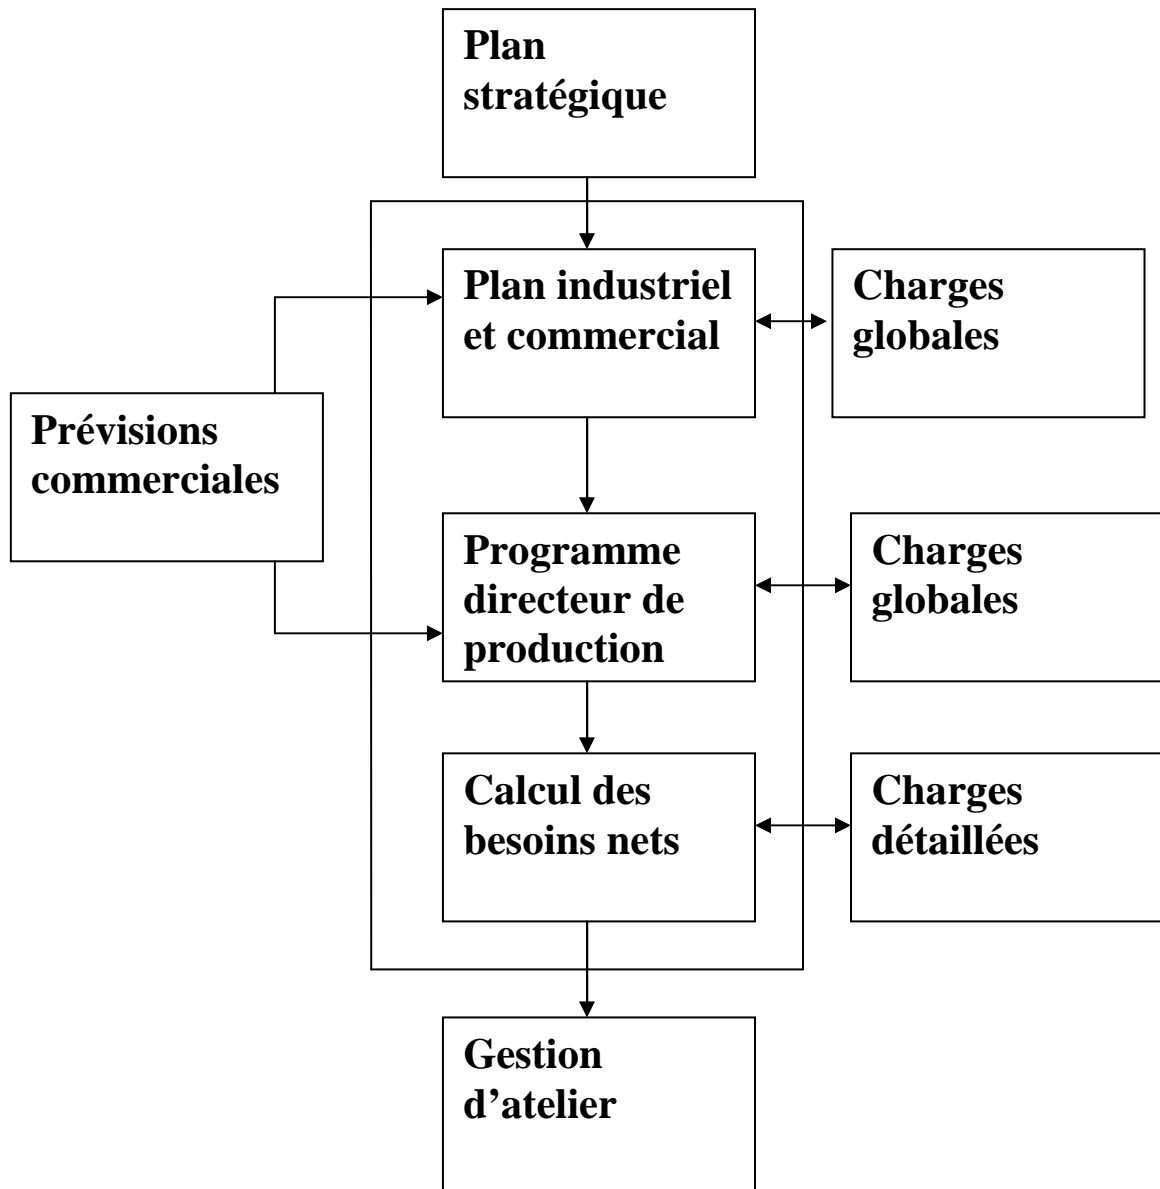 Plan
stratégique
Plan industriel
et commercial
Charges
globales
Prévisions
commerciales
Programme
directeur de
production
Charges
globales
Calcul des
besoins nets
Charges
détaillées
Gestion
d’atelier